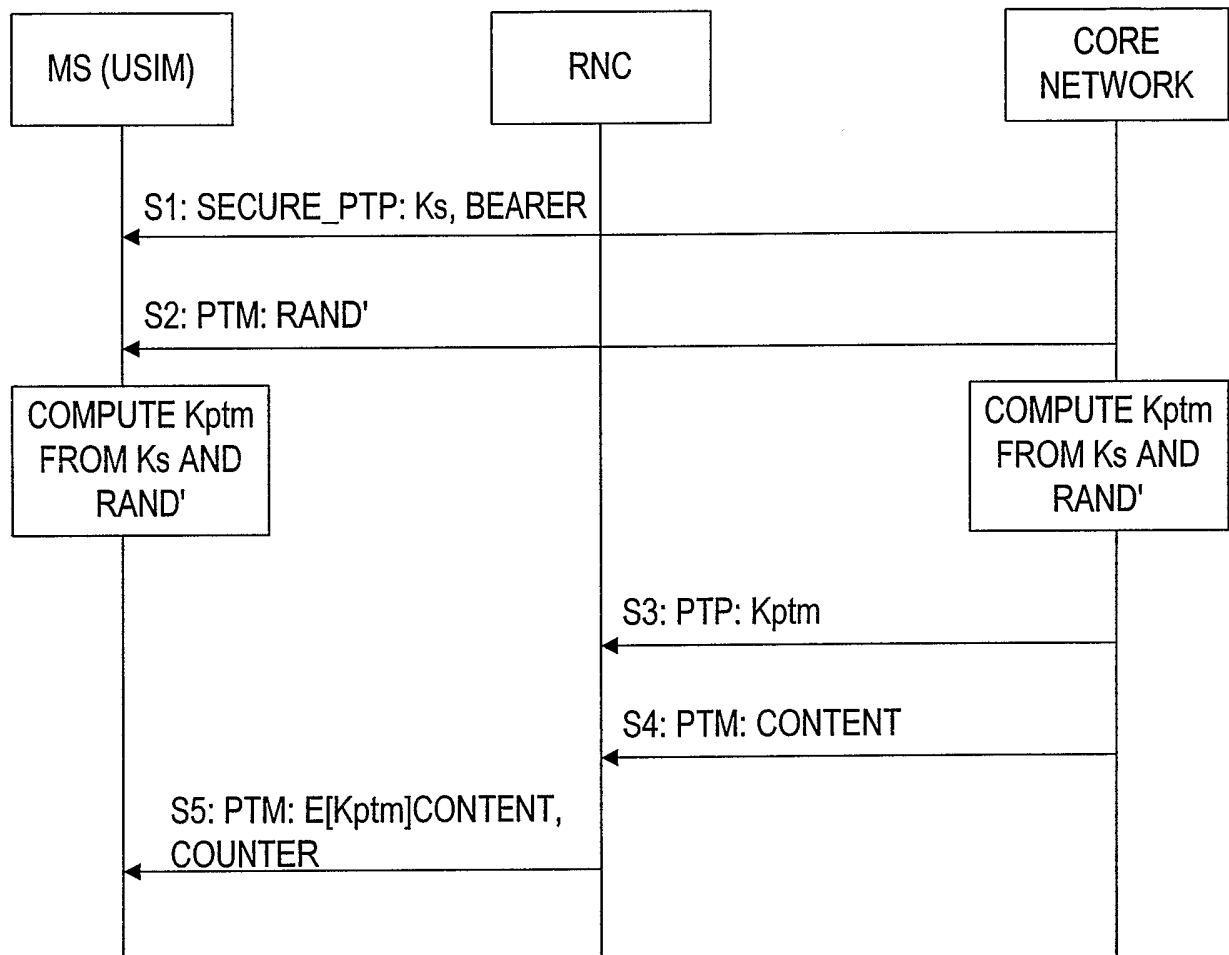 MS (USIM)
RNC
CORE
NETWORK
S1: SECURE_PTP: Ks, BEARER
S2: PTM: RAND'
COMPUTE Kptm
FROM Ks AND
RAND'
COMPUTE Kptm
FROM Ks AND
RAND'
S3: PTP: Kptm
S4: PTM: CONTENT
S5: PTM: E[Kptm]CONTENT,
COUNTER